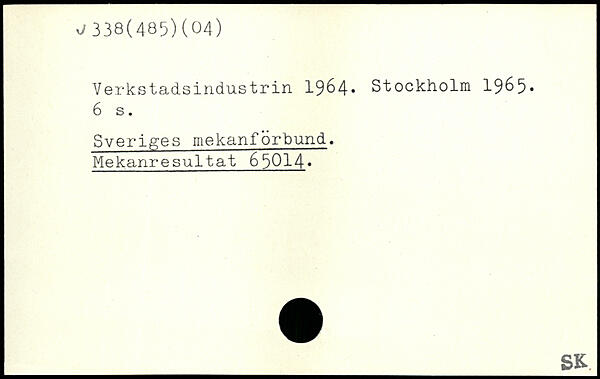 338(485)(04)
Verkstadsindustrin 1964. Stockholm 1965.
6 s.
Sveriges mekanförbund.
Mekanresultat 65014.
SK.